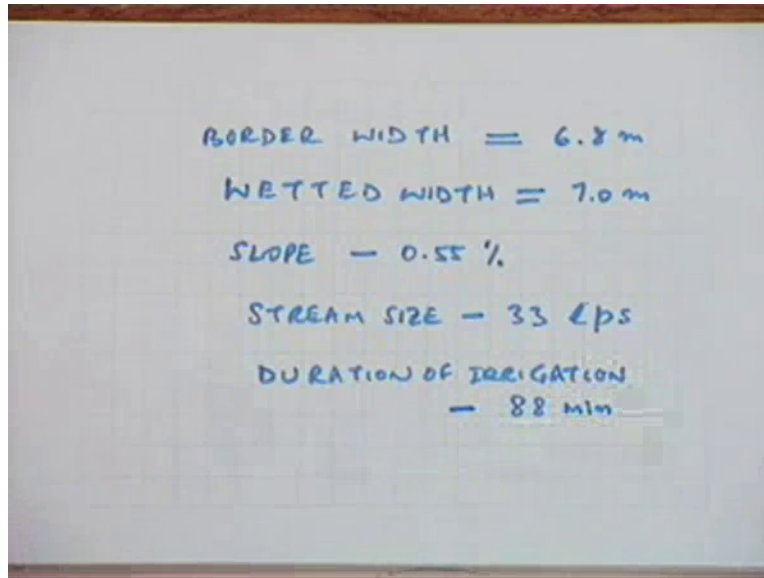 BORDER WIDTH = 6.8 m
WETTED WIDTH = 7.0 m
SLOPE - 0.55 %
STREAM SIZE - 33 lps
DURATION OF IRRIGATION
- 88 min